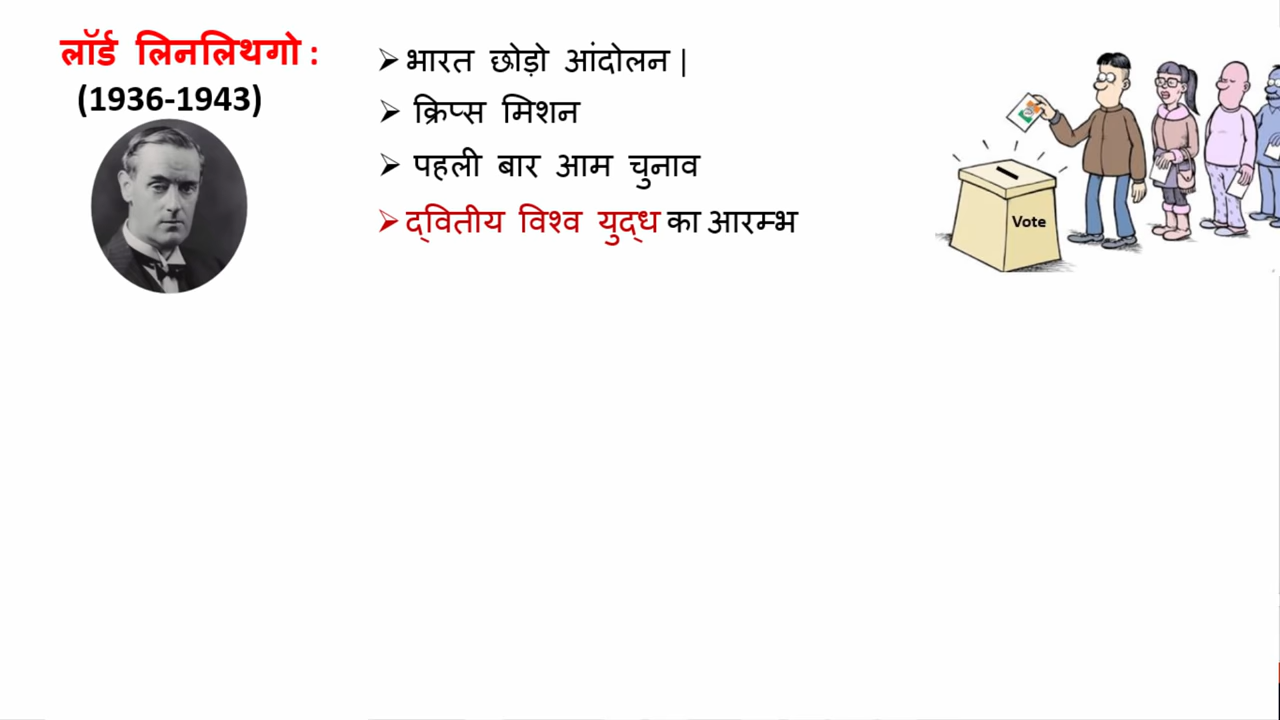 लॉर्ड लिनलिथगो :
(1936-1943)
➢ भारत छोड़ो आंदोलन |
➢ क्रिप्स मिशन
➢ पहली बार आम चुनाव
➢ द्वितीय विश्व युद्ध का आरम्भ
Vote